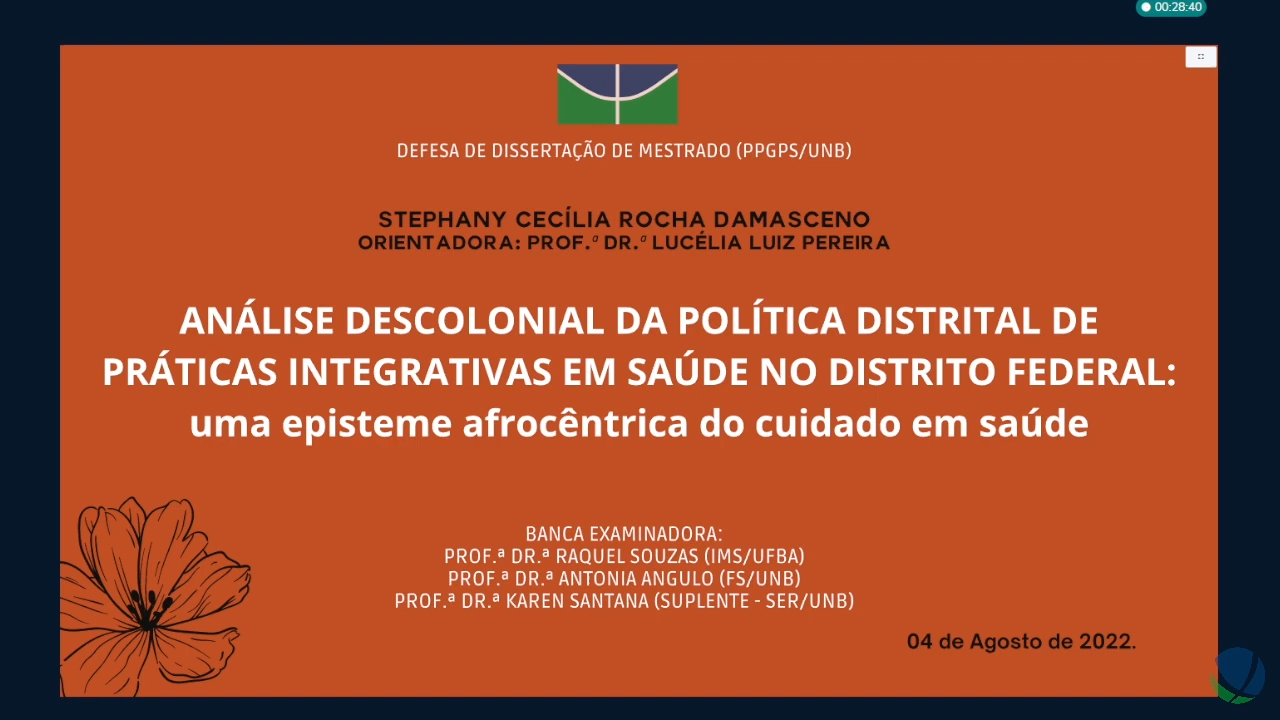 00:28:40
DEFESA DE DISSERTAÇÃO DE MESTRADO (PPGPS/UNB)
STEPHANY CECÍLIA ROCHA DAMASCENO
ORIENTADORA: PROF.ª DR.ª LUCÉLIA LUIZ PEREIRA
ANÁLISE DESCOLONIAL DA POLÍTICA DISTRITAL DE
PRÁTICAS INTEGRATIVAS EM SAÚDE NO DISTRITO FEDERAL:
uma episteme afrocêntrica do cuidado em saúde
BANCA EXAMINADORA:
PROF.ª DR.ª RAQUEL SOUZAS (IMS/UFBA)
PROF.ª DR.ª ANTONIA ANGULO (FS/UNB)
PROF.ª DR.ª KAREN SANTANA (SUPLENTE - SER/UNB)
04 de Agosto de 2022.